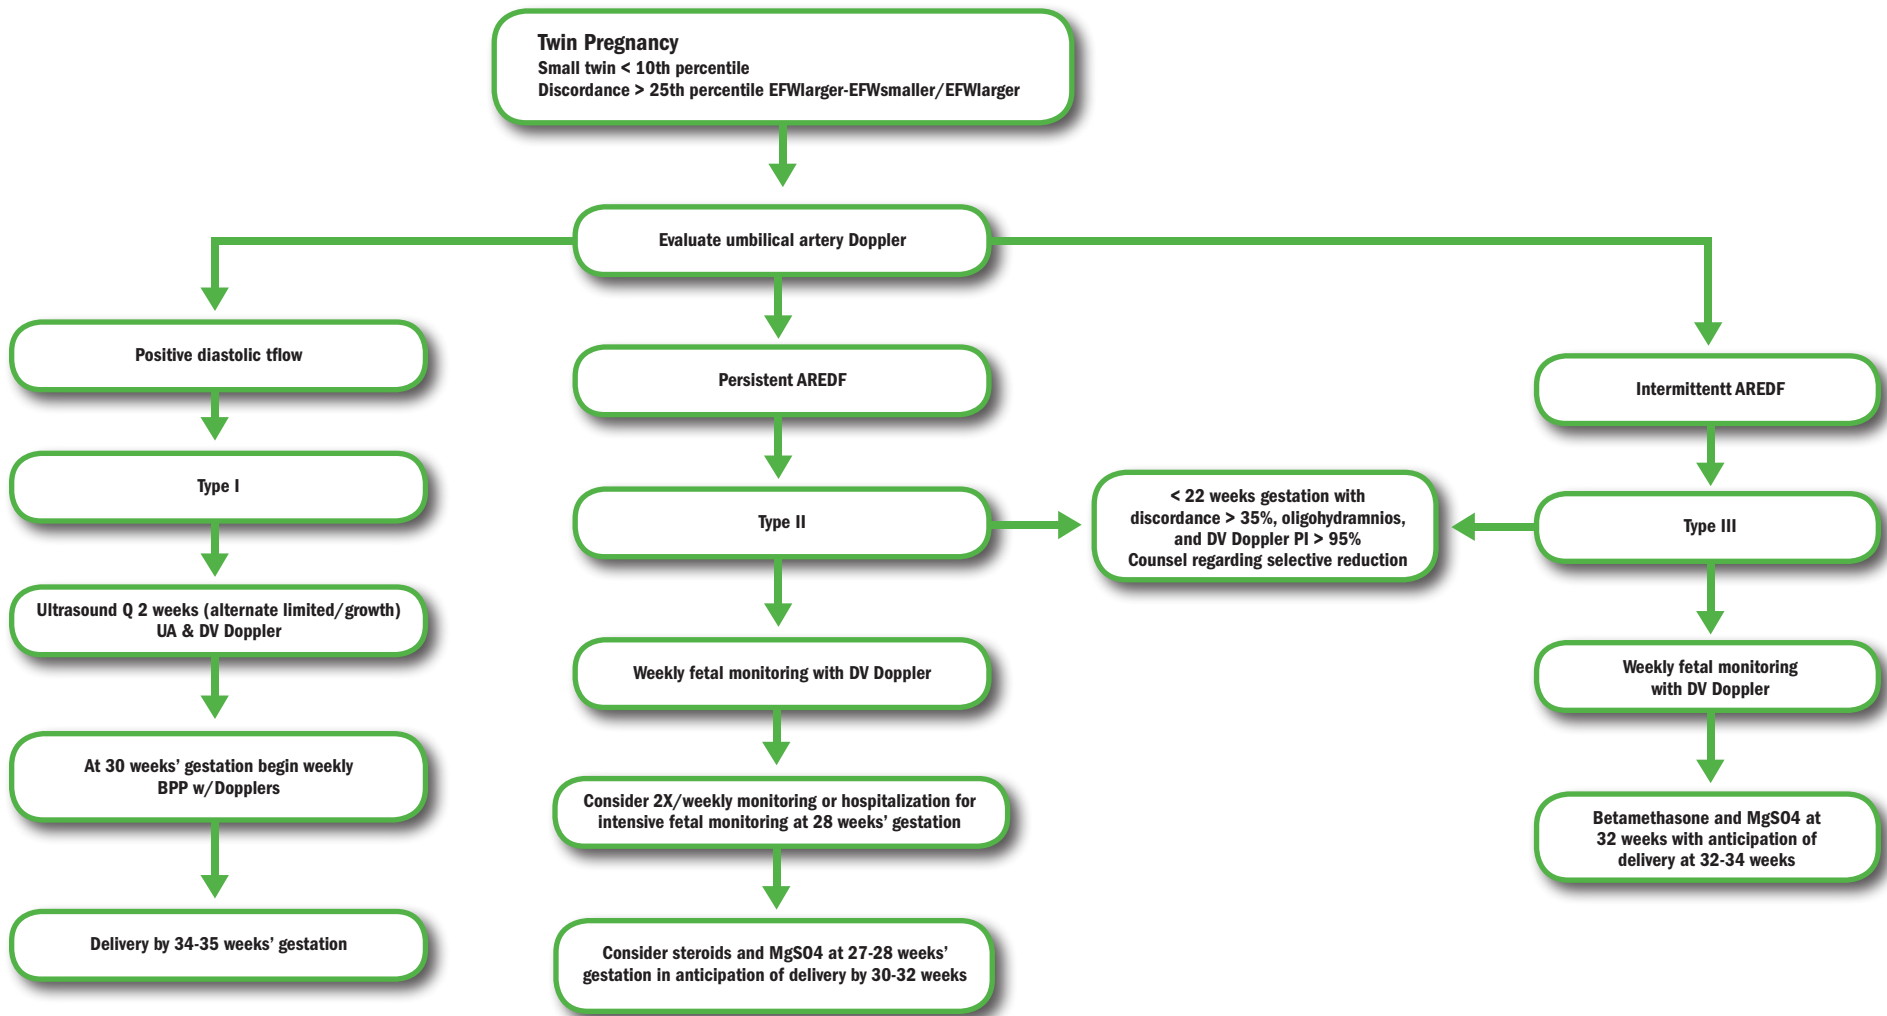 Twin Pregnancy
Small twin < 10th percentile
Discordance > 25th percentile EFWlarger-EFWsmaller/EFWlarger
Evaluate umbilical artery Doppler
Positive diastolic tflow
Type I
Ultrasound Q 2 weeks (alternate limited/growth)
UA & DV Doppler
At 30 weeks' gestation begin weekly
BPP w/Dopplers
Delivery by 34-35 weeks' gestation
Persistent AREDF
Type II
Weekly fetal monitoring with DV Doppler
Consider 2X/weekly monitoring or hospitalization for
intensive fetal monitoring at 28 weeks' gestation
Consider steroids and MgSO4 at 27-28 weeks'
gestation in anticipation of delivery by 30-32 weeks
< 22 weeks gestation with
discordance > 35%, oligohydramnios,
and DV Doppler PI > 95%
Counsel regarding selective reduction
Intermittentt AREDF
Type III
Weekly fetal monitoring
with DV Doppler
Betamethasone and MgSO4 at
32 weeks with anticipation of
delivery at 32-34 weeks